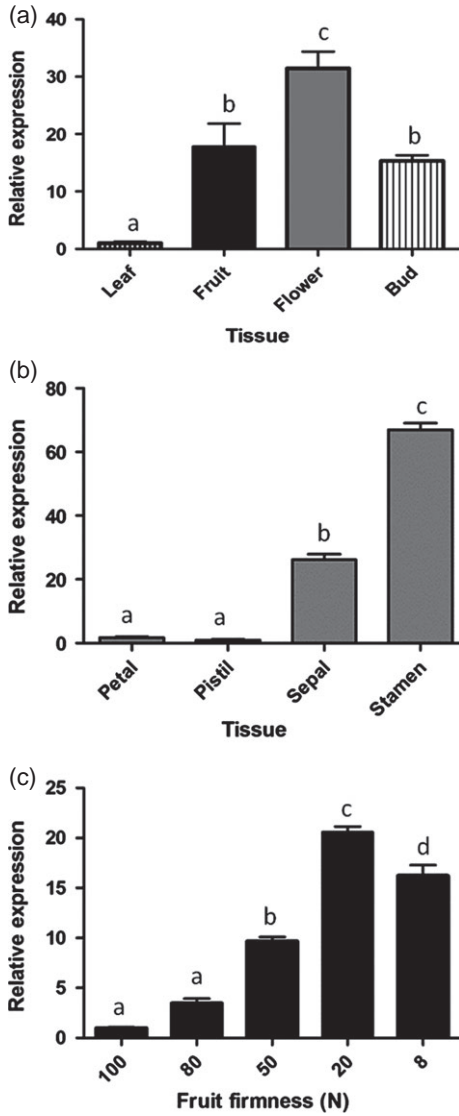 (a)
Relative expression
40
30
20
10
0
a
b
c
b
Leaf
Fruit
Flower
Bud
Tissue
(b)
Relative expression
80
60
40
20
0
a
a
b
c
Petal
Pistil
Sepal
Stamen
Tissue
(c)
Relative expression
25
20
15
10
5
0
a
a
b
c
d
100
80
50
20
8
Fruit firmness (N)